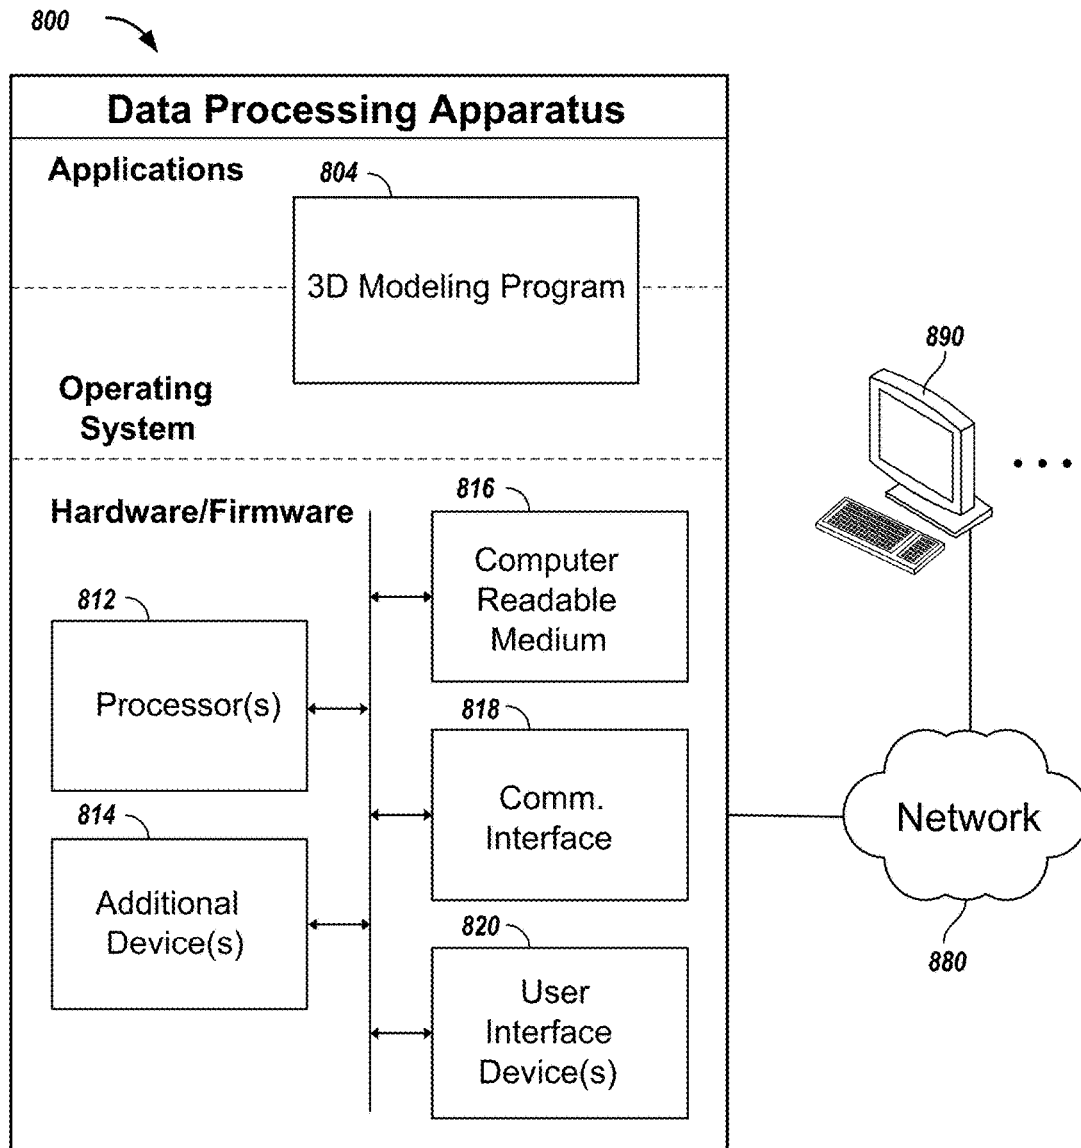 800
Data Processing Apparatus
Applications
804
3D Modeling Program
Operating
System
Hardware/Firmware
816
Computer
Readable
Medium
812
Processor(s)
818
Comm.
Interface
814
Additional
Device(s)
820
User
Interface
Device(s)
890
...
Network
880